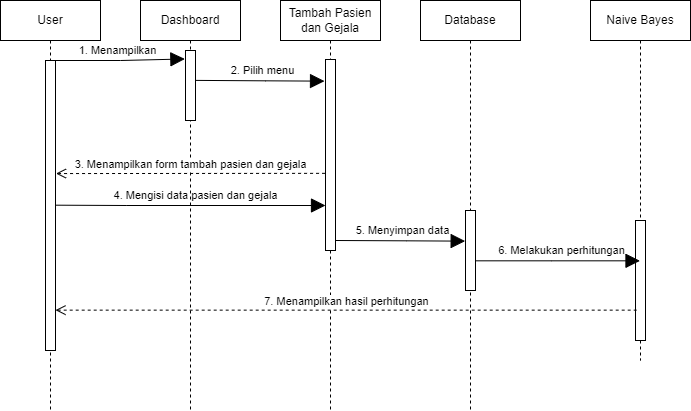 User
Dashboard
Tambah Pasien
dan Gejala
Database
Naive Bayes
1. Menampilkan
2. Pilih menu
3. Menampilkan form tambah pasien dan gejala
4. Mengisi data pasien dan gejala
5. Menyimpan data
6. Melakukan perhitungan
7. Menampilkan hasil perhitungan